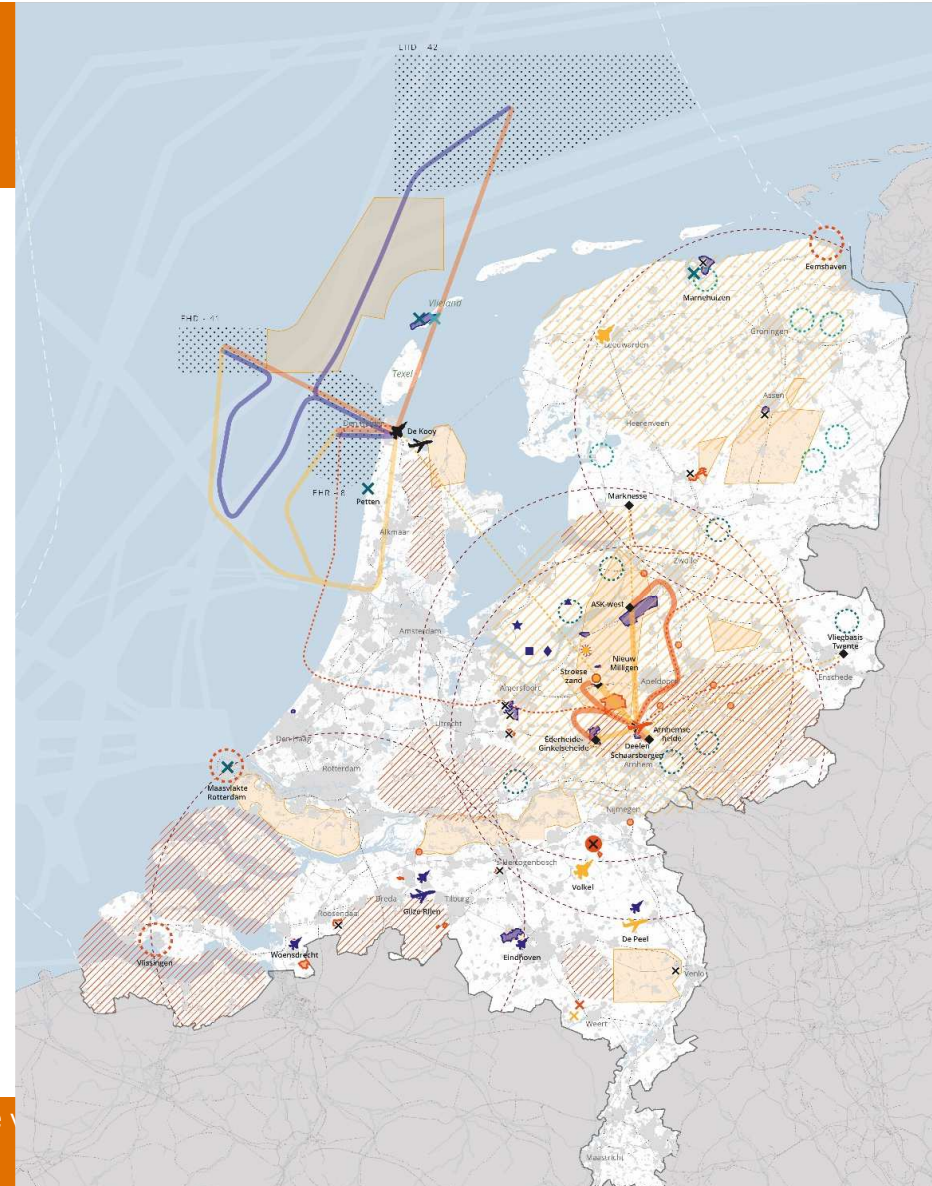 EHD - 42
Eemshaven
Marnehuizen
Vlieland
EHD - 41
Groningen
Leeuwarden
Texel
Assen
Heerenveen
De Kooy
EHR - 8
Petten
Marknesse
Alkmaar
Zwolle
ASK-west
Amsterdam
Vliegbasis
Twente
Nieuw
Milligen
Stroese
zand
Apeldoorn
Enschede
Amersfoort
Utrecht
Den Haag
Ederheide
Ginkelseheide
Arnhemse
heide
Deelen
Schaarsbergen
Arnhem
Rotterdam
Maasvlakte
Rotterdam
Nijmegen
's-Hertogenbosch
Volkel
Breda
Tilburg
Gilze-Rijen
Roosendaal
De Peel
Vlissingen
Woensdrecht
Eindhoven
Venlo
Weert
Maastricht